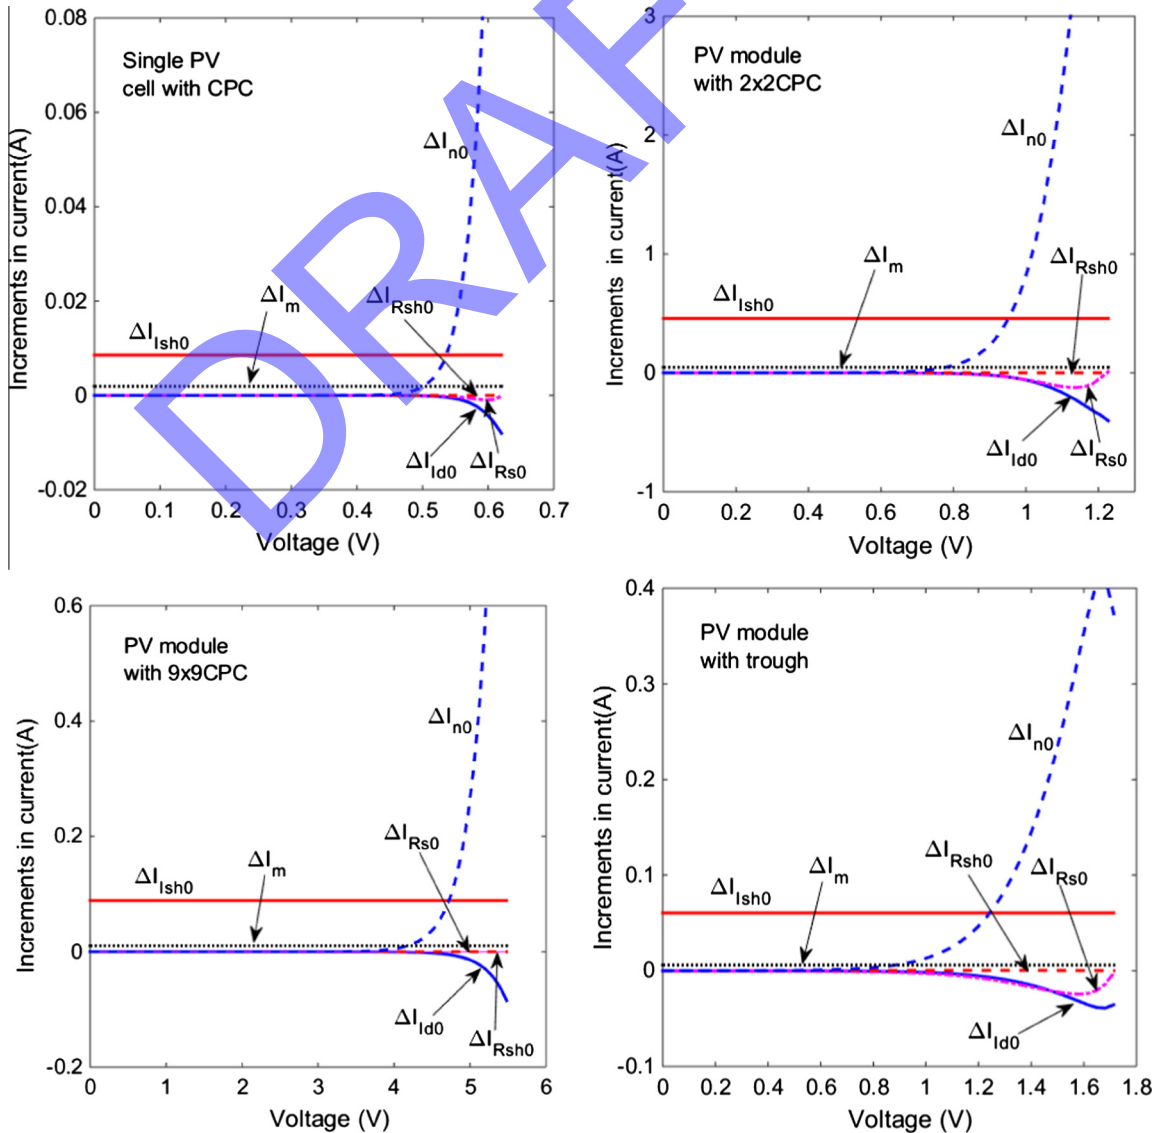 DRAF
0.08
0.06
0.04
0.02
0
-0.02
Increments in current(A)
Single PV
cell with CPC
ΔIn0
ΔIm
ΔIRsh0
ΔIIsh0
ΔIId0
ΔIRs0
0 0.1 0.2 0.3 0.4 0.5 0.6 0.7
Voltage (V)
3
2
1
0
-1
Increments in current(A)
PV module
with 2x2CPC
ΔIn0
ΔIm
ΔIRsh0
ΔIIsh0
ΔIId0
ΔIRs0
0 0.2 0.4 0.6 0.8 1 1.2
Voltage (V)
0.6
0.4
0.2
0
-0.2
Increments in current(A)
PV module
with 9x9CPC
ΔIn0
ΔIRs0
ΔIm
ΔIIsh0
ΔIId0
ΔIRsh0
0 1 2 3 4 5 6
Voltage (V)
0.4
0.3
0.2
0.1
0
-0.1
Increments in current(A)
PV module
with trough
ΔIn0
ΔIRsh0
ΔIRs0
ΔIm
ΔIIsh0
ΔIId0
0 0.2 0.4 0.6 0.8 1 1.2 1.4 1.6 1.8
Voltage (V)